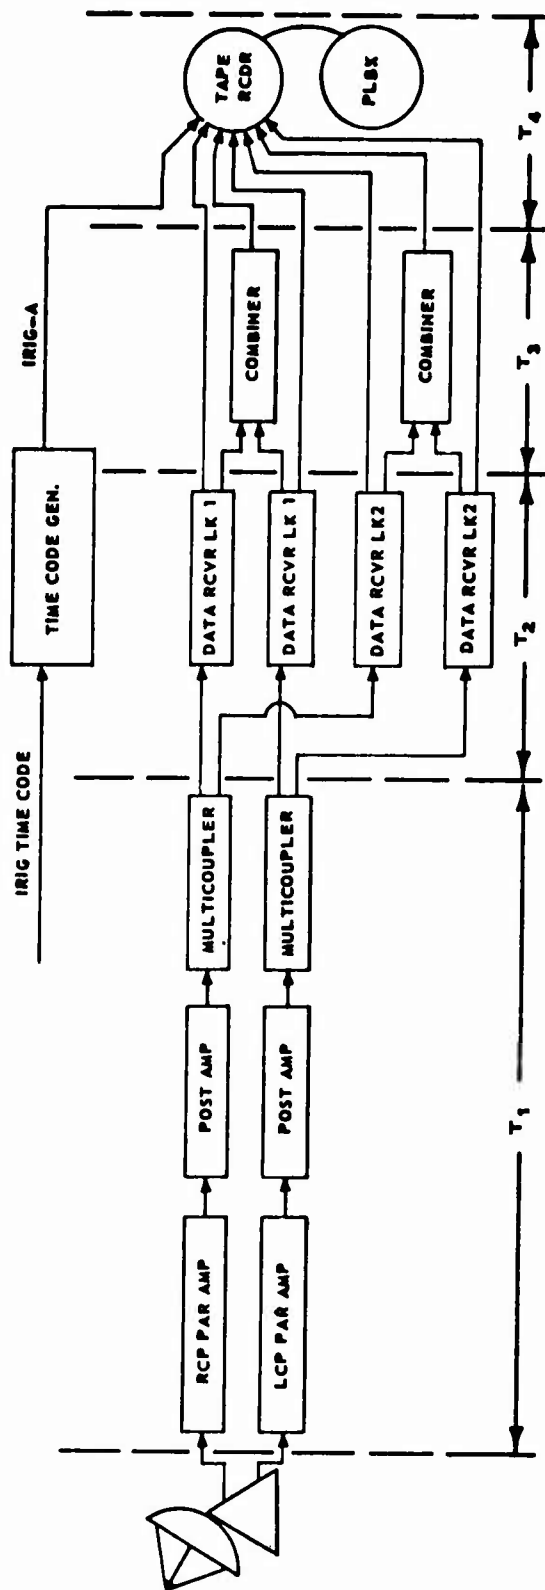 IRIG TIME CODE
TIME CODE GEN.
IRIG-A
TAPE
RCDR
PLBK
RCP PAR AMP
POST AMP
MULTICOUPLER
DATA RCVR LK 1
COMBINER
LCP PAR AMP
POST AMP
MULTICOUPLER
DATA RCVR LK 1
DATA RCVR LK2
COMBINER
DATA RCVR LK2
T1
T2
T3
T4